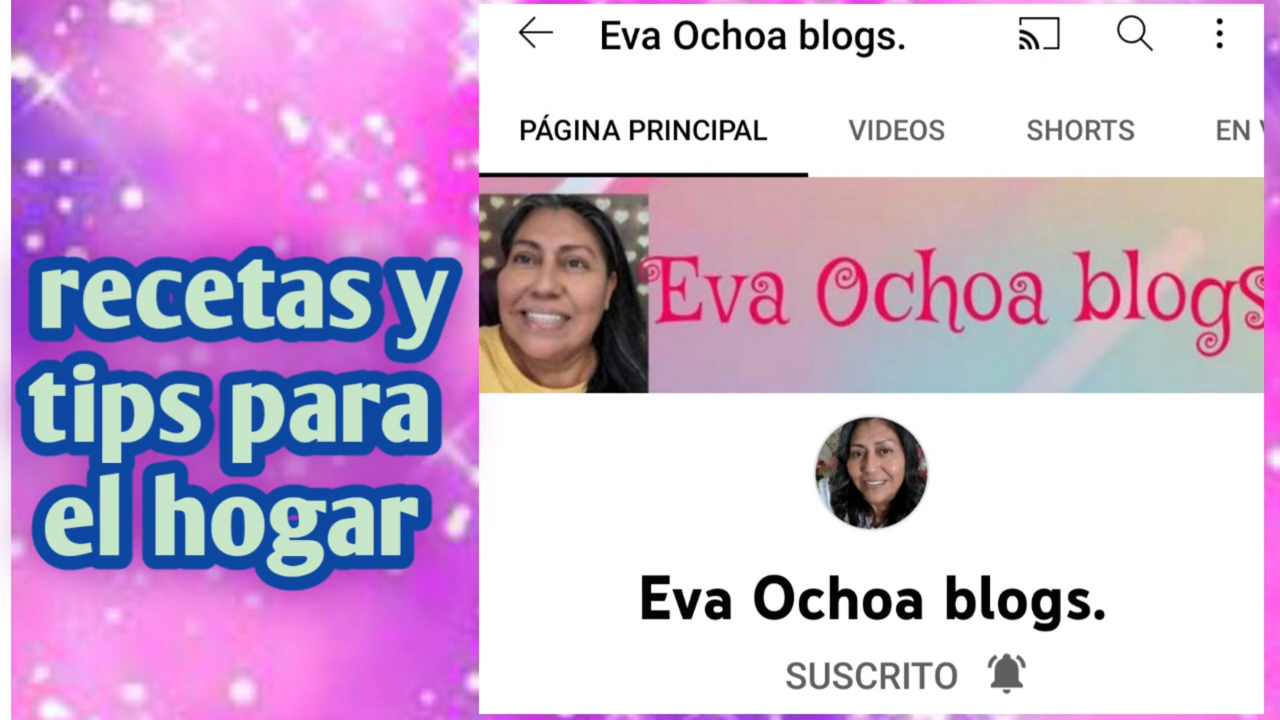 recetas y
tips para
el hogar
Eva Ochoa blogs.
PÁGINA PRINCIPAL VIDEOS SHORTS EN
Eva Ochoa blogs
Eva Ochoa blogs.
SUSCRITO